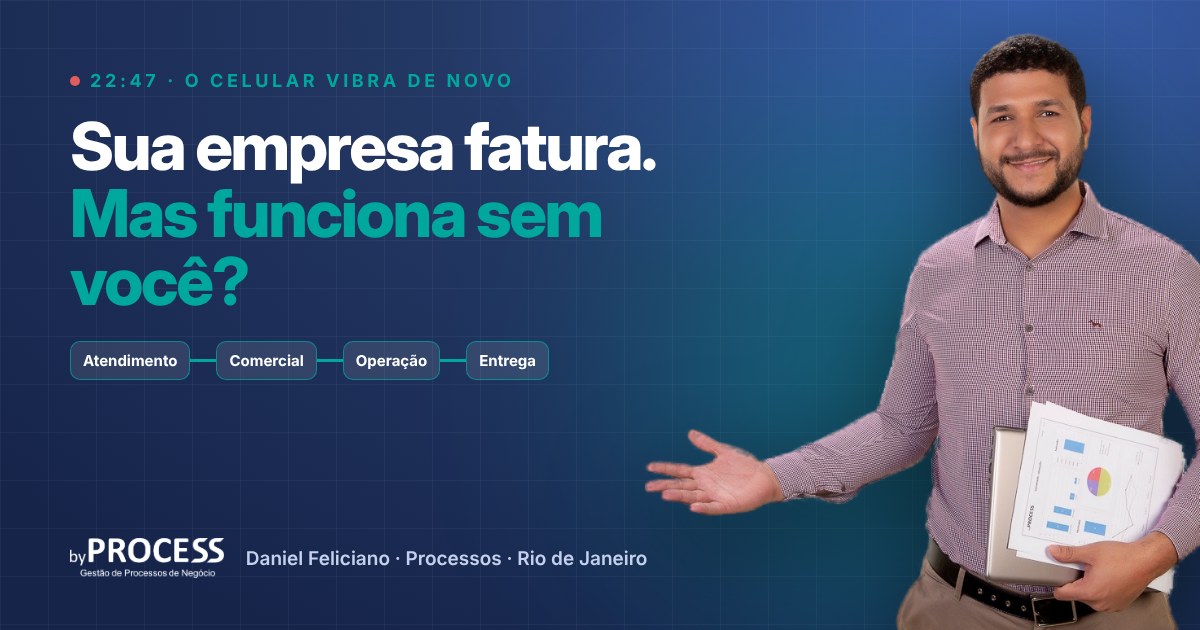 22:47 · O CELULAR VIBRA DE NOVO
Sua empresa fatura.
Mas funciona sem
você?
Atendimento
Comercial
Operação
Entrega
byPROCESS
Gestão de Processos de Negócio
Daniel Feliciano · Processos · Rio de Janeiro